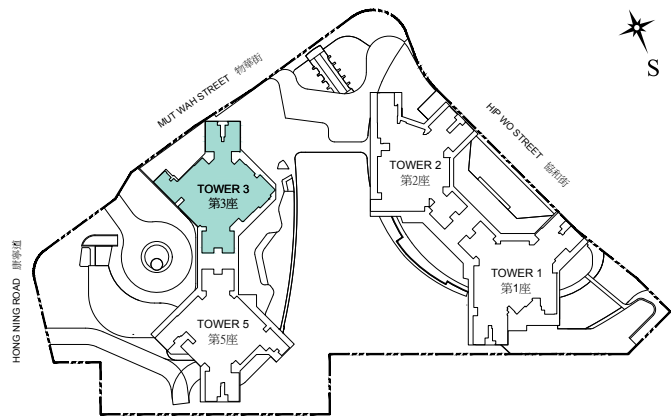 MUT WAH STREET 物華街
S
HIP WO STREET 協和街
TOWER 2
第2座
TOWER 3
第3座
HONG NING ROAD 康寧道
TOWER 1
第1座
TOWER 5
第5座